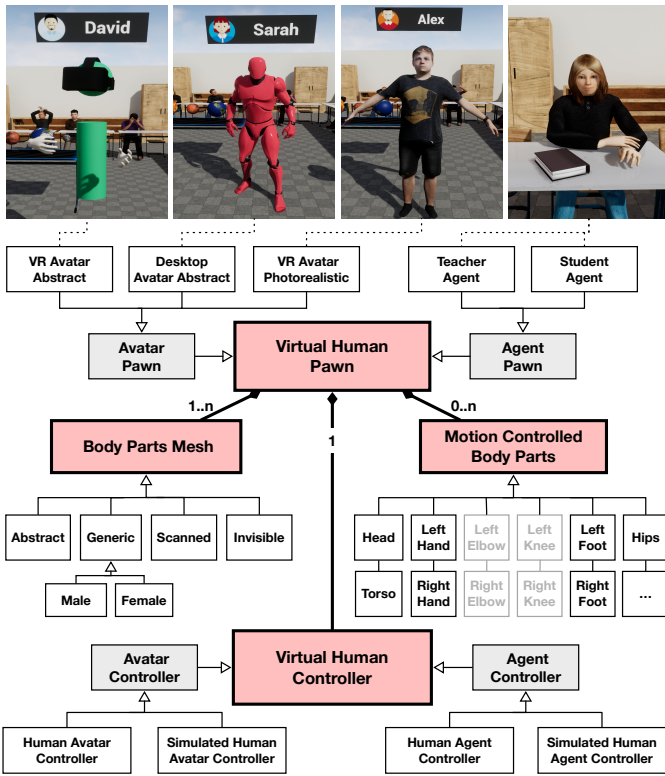 David
Sarah
Alex
VR Avatar
Abstract
Desktop
Avatar Abstract
VR Avatar
Photorealistic
Teacher
Agent
Student
Agent
Avatar
Pawn
Virtual Human
Pawn
Agent
Pawn
1..n
1
0..n
Body Parts Mesh
Motion Controlled
Body Parts
Abstract
Generic
Scanned
Invisible
Male
Female
Head
Left
Hand
Left
Elbow
Left
Knee
Left
Foot
Hips
Torso
Right
Hand
Right
Elbow
Right
Knee
Right
Foot
...
Avatar
Controller
Virtual Human
Controller
Agent
Controller
Human Avatar
Controller
Simulated Human
Avatar Controller
Human Agent
Controller
Simulated Human
Agent Controller